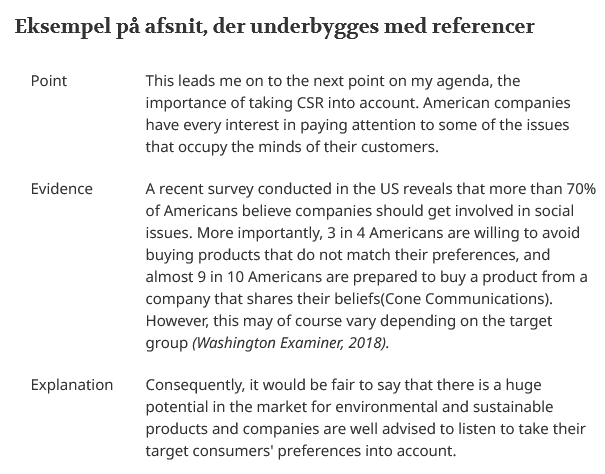 Eksempel på afsnit, der underbygges med referencer
Point
This leads me on to the next point on my agenda, the
importance of taking CSR into account. American companies
have every interest in paying attention to some of the issues
that occupy the minds of their customers.
Evidence
A recent survey conducted in the US reveals that more than 70%
of Americans believe companies should get involved in social
issues. More importantly, 3 in 4 Americans are willing to avoid
buying products that do not match their preferences, and
almost 9 in 10 Americans are prepared to buy a product from a
company that shares their beliefs(Cone Communications).
However, this may of course vary depending on the target
group (Washington Examiner, 2018).
Explanation
Consequently, it would be fair to say that there is a huge
potential in the market for environmental and sustainable
products and companies are well advised to listen to take their
target consumers' preferences into account.